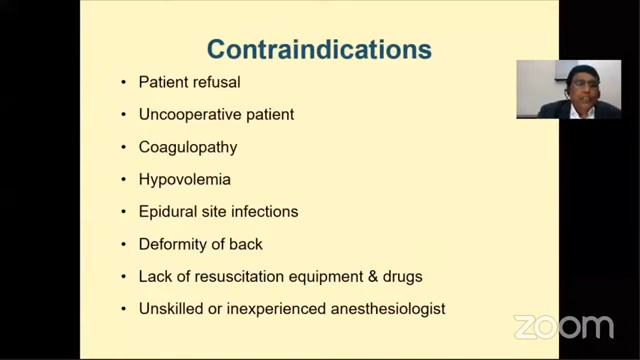 Contraindications
• Patient refusal
• Uncooperative patient
• Coagulopathy
• Hypovolemia
• Epidural site infections
• Deformity of back
• Lack of resuscitation equipment & drugs
• Unskilled or inexperienced anesthesiologist
zoom